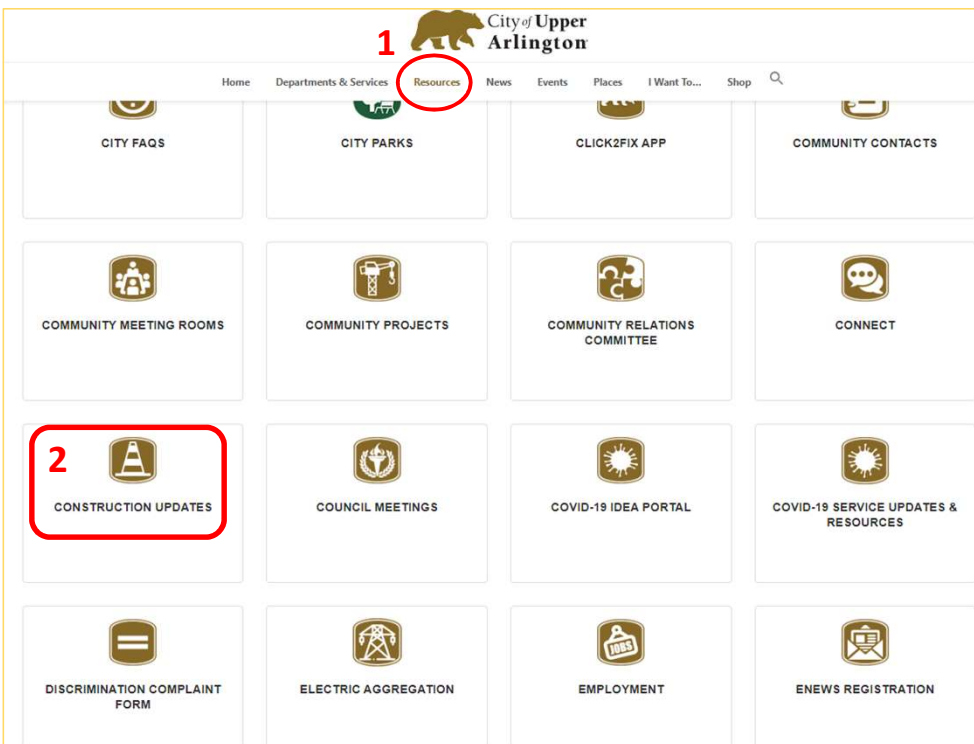 City of Upper
Arlington
1
Home Departments & Services Resources News Events Places I Want To... Shop
CITY FAQS CITY PARKS CLICK2FIX APP COMMUNITY CONTACTS
COMMUNITY MEETING ROOMS COMMUNITY PROJECTS COMMUNITY RELATIONS COMMITTEE CONNECT
2
CONSTRUCTION UPDATES COUNCIL MEETINGS COVID-19 IDEA PORTAL COVID-19 SERVICE UPDATES &
RESOURCES
JOBS
DISCRIMINATION COMPLAINT ELECTRIC AGGREGATION EMPLOYMENT ENEWS REGISTRATION
FORM